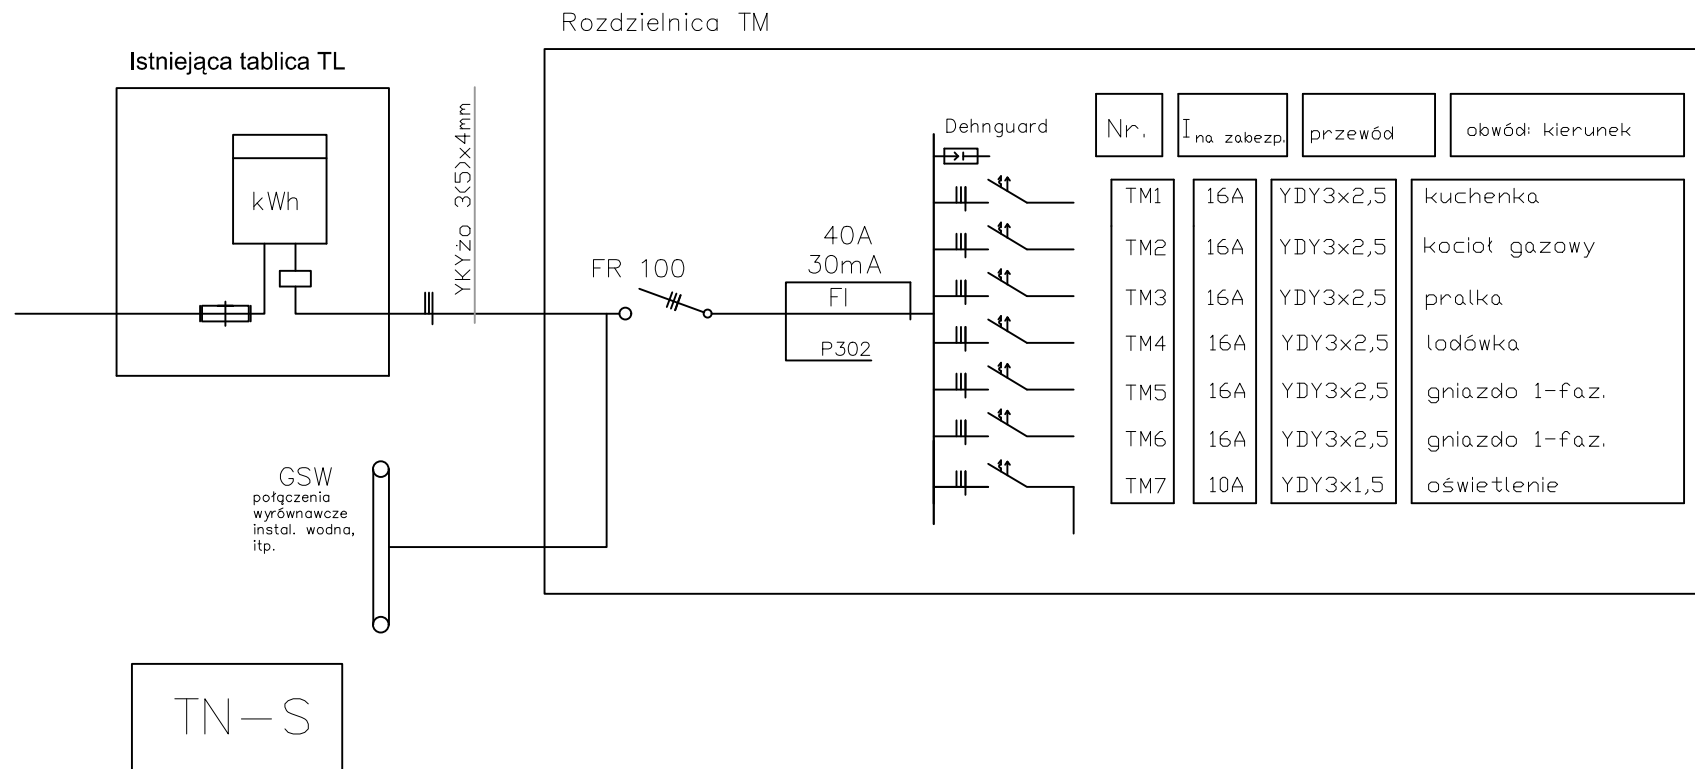 Rozdzielnica TM
Istniejąca tablica TL
kWh
YKYżo 3(5)x4mm
FR 100
40A
30mA
FI
P302
Dehnguard
Nr. I na zabezp. przewód obwód: kierunek
TM1 16A YDY3x2,5 kuchenka
TM2 16A YDY3x2,5 kocioł gazowy
TM3 16A YDY3x2,5 pralka
TM4 16A YDY3x2,5 lodówka
TM5 16A YDY3x2,5 gniazdo 1-faz.
TM6 16A YDY3x2,5 gniazdo 1-faz.
TM7 10A YDY3x1,5 oświetlenie
GSW
połączenia
wyrównawcze
instal. wodna,
itp.
TN-S